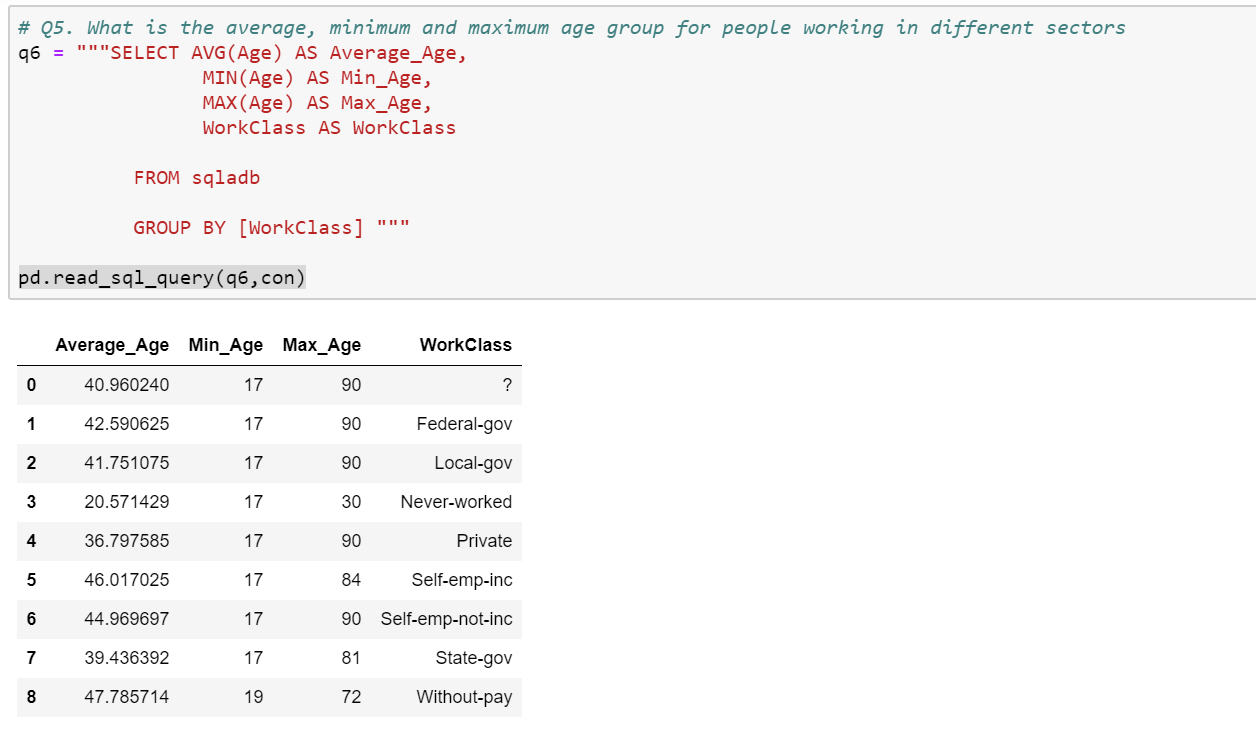 # Q5. What is the average, minimum and maximum age group for people working in different sectors
q6 = """SELECT AVG(Age) AS Average_Age,
MIN(Age) AS Min_Age,
MAX(Age) AS Max_Age,
WorkClass AS WorkClass
FROM sqladb
GROUP BY [WorkClass] """
pd.read_sql_query(q6,con)
Average_Age Min_Age Max_Age WorkClass
0 40.960240 17 90 ?
1 42.590625 17 90 Federal-gov
2 41.751075 17 90 Local-gov
3 20.571429 17 30 Never-worked
4 36.797585 17 90 Private
5 46.017025 17 84 Self-emp-inc
6 44.969697 17 90 Self-emp-not-inc
7 39.436392 17 81 State-gov
8 47.785714 19 72 Without-pay